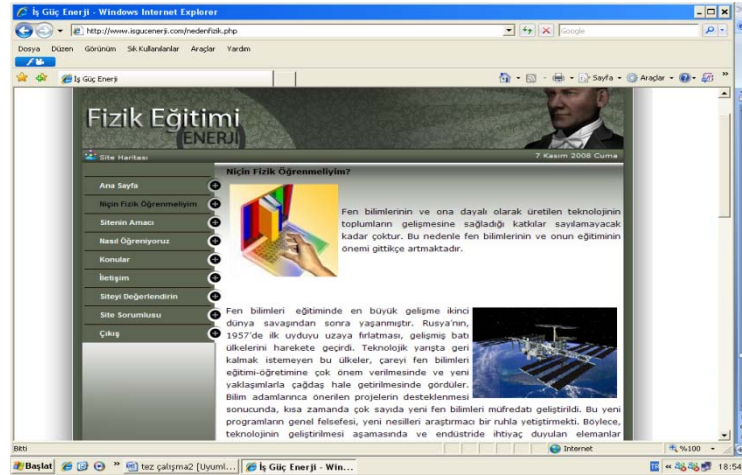 İş Güç Enerji - Windows Internet Explorer
http://www.isgucenerji.com/nedenfizik.php
Google
Dosya Düzen Görünüm Sık Kullanılanlar Araçlar Yardım
İş Güç Enerji
Sayfa Araçlar
Fizik Eğitimi
ENERJİ
Site Haritası
7 Kasım 2008 Cuma
Ana Sayfa
Niçin Fizik Öğrenmeliyim
Sitenin Amacı
Nasıl Öğreniyoruz
Konular
İletişim
Siteyi Değerlendirin
Site Sorumlusu
Çıkış
Niçin Fizik Öğrenmeliyim?
Fen bilimlerinin ve ona dayalı olarak üretilen teknolojinin
toplumların gelişmesine sağladığı katkılar sayılamayacak
kadar çoktur. Bu nedenle fen bilimlerinin ve onun eğitiminin
önemi gittikçe artmaktadır.
Fen bilimleri eğitiminde en büyük gelişme ikinci
dünya savaşından sonra yaşanmıştır. Rusya'nın,
1957'de ilk uyduyu uzaya fırlatması, gelişmiş batı
ülkelerini harekete geçirdi. Teknolojik yarışta geri
kalmak istemeyen bu ülkeler, çareyi fen bilimleri
eğitimi-öğretimine çok önem verilmesinde ve yeni
yaklaşımlarla çağdaş hale getirilmesinde gördüler.
Bilim adamlarınca önerilen projelerin desteklenmesi
sonucunda, kısa zamanda çok sayıda yeni fen bilimleri müfredatı geliştirildi. Bu yeni
programların genel felsefesi, yeni nesilleri araştırmacı bir ruhla yetiştirmekti. Böylece,
teknolojinin geliştirilmesi aşamasında ve endüstride ihtiyaç duyulan elemanlar
Bitti
Internet
%100
Başlat
tez çalışma2 [Uyuml...
İş Güç Enerji - Win...
TR
18:54